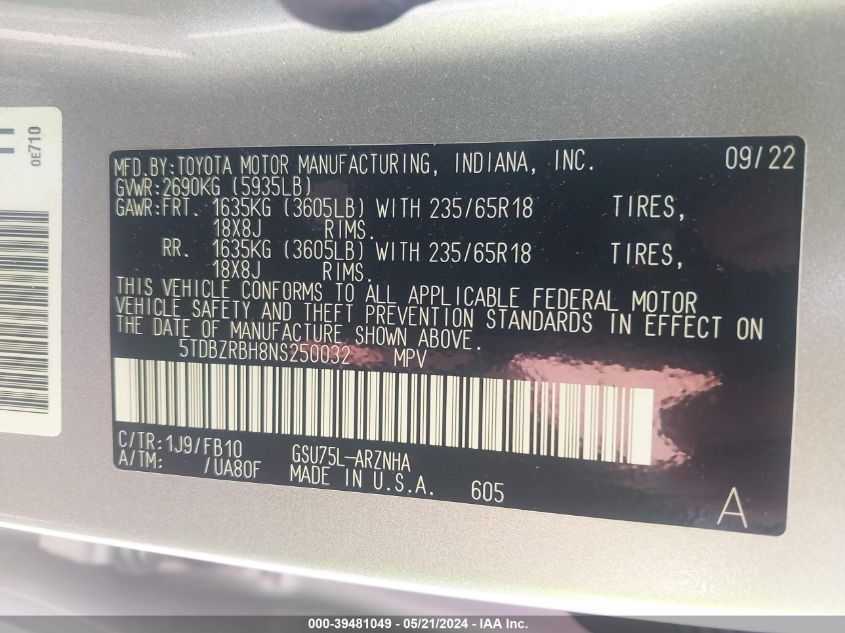 MFD.BY:TOYOTA MOTOR MANUFACTURING, INDIANA, INC. 09/22
GVWR:2690KG (5935LB)
GAWR:FRT. 1635KG (3605LB) WITH 235/65R18 TIRES,
18X8J RIMS.
RR. 1635KG (3605LB) WITH 235/65R18 TIRES,
18X8J RIMS.
THIS VEHICLE CONFORMS TO ALL APPLICABLE FEDERAL MOTOR
VEHICLE SAFETY AND THEFT PREVENTION STANDARDS IN EFFECT ON
THE DATE OF MANUFACTURE SHOWN ABOVE.
5TDBZRBH8NS250032 MPV
C/TR:1J9/FB10 GSU75L-ARZNHA
A/TM: /UA80F MADE IN U.S.A. 605
A
0E710
000-39481049 - 05/21/2024 - IAA Inc.